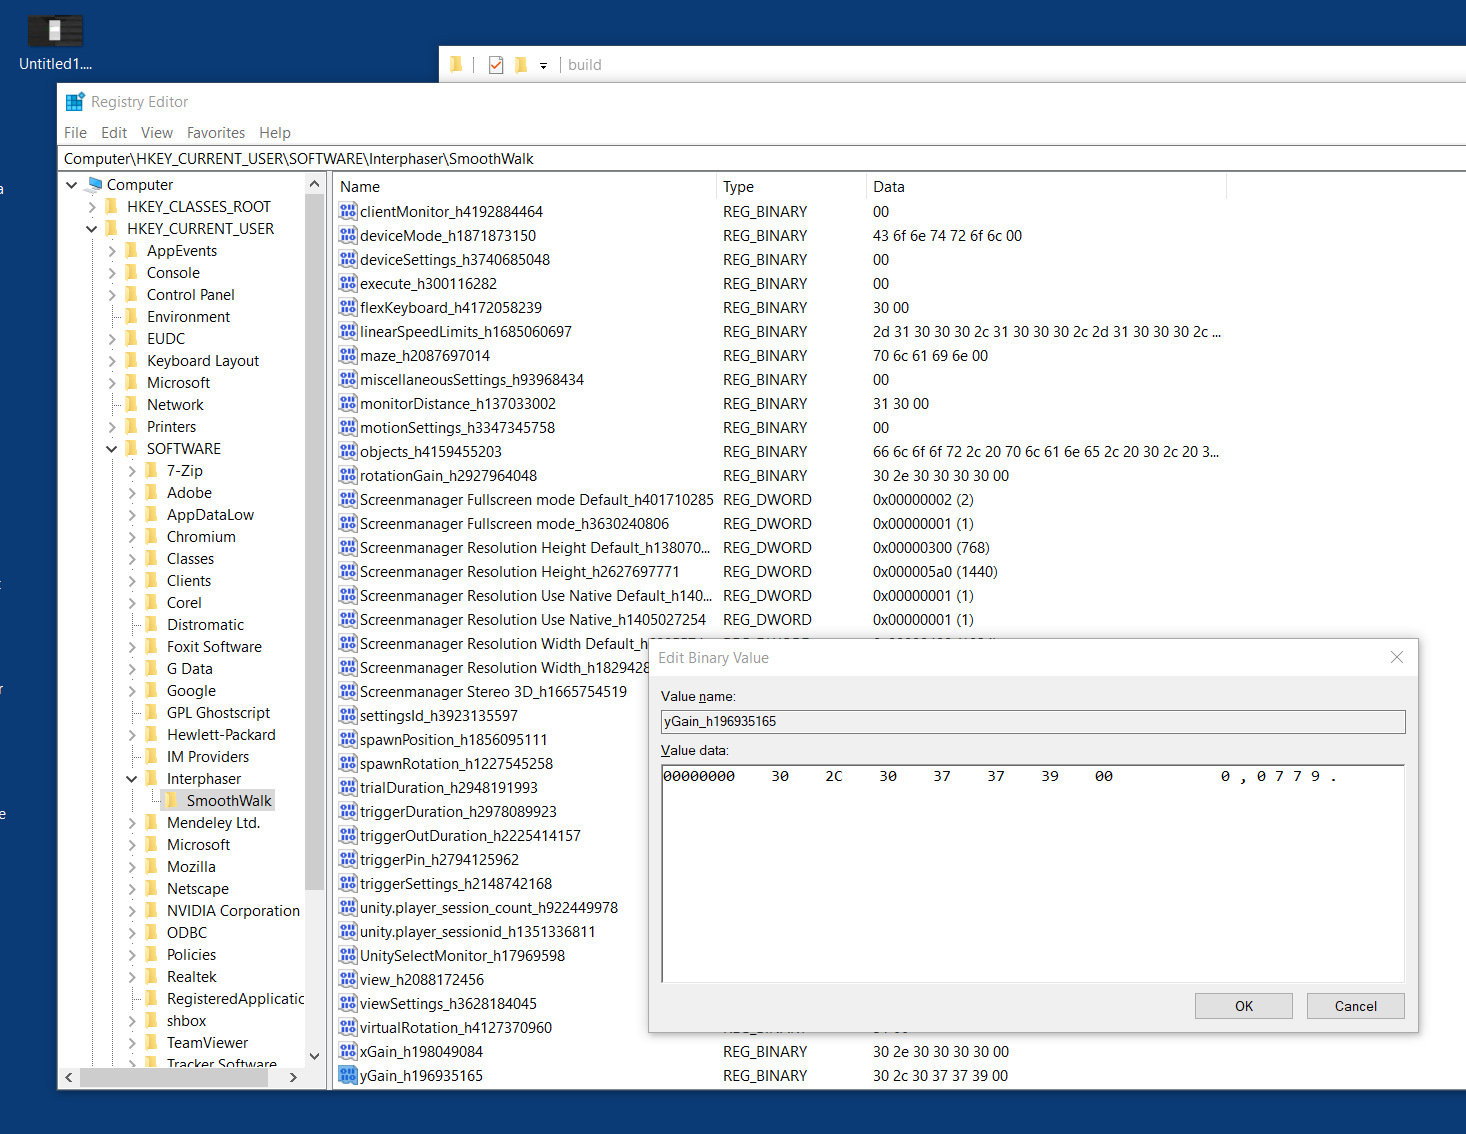 Untitled1....
build
Registry Editor
File Edit View Favorites Help
Computer\HKEY_CURRENT_USER\SOFTWARE\Interphaser\SmoothWalk
Computer
HKEY_CLASSES_ROOT
HKEY_CURRENT_USER
AppEvents
Console
Control Panel
Environment
EUDC
Keyboard Layout
Microsoft
Network
Printers
SOFTWARE
7-Zip
Adobe
AppDataLow
Chromium
Classes
Clients
Corel
Distromatic
Foxit Software
G Data
Google
GPL Ghostscript
Hewlett-Packard
IM Providers
Interphaser
SmoothWalk
Mendeley Ltd.
Microsoft
Mozilla
Netscape
NVIDIA Corporation
ODBC
Policies
Realtek
RegisteredApplicatic
shbox
TeamViewer
Tracker Software
Name Type Data
clientMonitor_h4192884464 REG_BINARY 00
deviceMode_h1871873150 REG_BINARY 43 6f 6e 74 72 6f 6c 00
deviceSettings_h3740685048 REG_BINARY 00
execute_h300116282 REG_BINARY 00
flexKeyboard_h4172058239 REG_BINARY 30 00
linearSpeedLimits_h1685060697 REG_BINARY 2d 31 30 30 30 2c 31 30 30 30 2c 2d 31 30 30 30 2c ...
maze_h2087697014 REG_BINARY 70 6c 61 69 6e 00
miscellaneousSettings_h93968434 REG_BINARY 00
monitorDistance_h137033002 REG_BINARY 31 30 00
motionSettings_h3347345758 REG_BINARY 00
objects_h4159455203 REG_BINARY 66 6c 6f 6f 72 2c 20 70 6c 61 6e 65 2c 20 30 2c 20 3...
rotationGain_h2927964048 REG_BINARY 30 2e 30 30 30 30 00
Screenmanager Fullscreen mode Default_h401710285 REG_DWORD 0x00000002 (2)
Screenmanager Fullscreen mode_h3630240806 REG_DWORD 0x00000001 (1)
Screenmanager Resolution Height Default_h138070... REG_DWORD 0x00000300 (768)
Screenmanager Resolution Height_h2627697771 REG_DWORD 0x000005a0 (1440)
Screenmanager Resolution Use Native Default_h140... REG_DWORD 0x00000001 (1)
Screenmanager Resolution Use Native_h1405027254 REG_DWORD 0x00000001 (1)
Screenmanager Resolution Width Default_h
Screenmanager Resolution Width_h1829428
Screenmanager Stereo 3D_h1665754519
settingsId_h3923135597
spawnPosition_h1856095111
spawnRotation_h1227545258
trialDuration_h2948191993
triggerDuration_h2978089923
triggerOutDuration_h2225414157
triggerPin_h2794125962
triggerSettings_h2148742168
unity.player_session_count_h922449978
unity.player_sessionid_h1351336811
UnitySelectMonitor_h17969598
view_h2088172456
viewSettings_h3628184045
virtualRotation_h4127370960
xGain_h198049084 REG_BINARY 30 2e 30 30 30 30 00
yGain_h196935165 REG_BINARY 30 2c 30 37 37 39 00
Edit Binary Value
Value name:
yGain_h196935165
Value data:
00000000 30 2C 30 37 37 39 00 0 , 0 7 7 9 .
OK Cancel